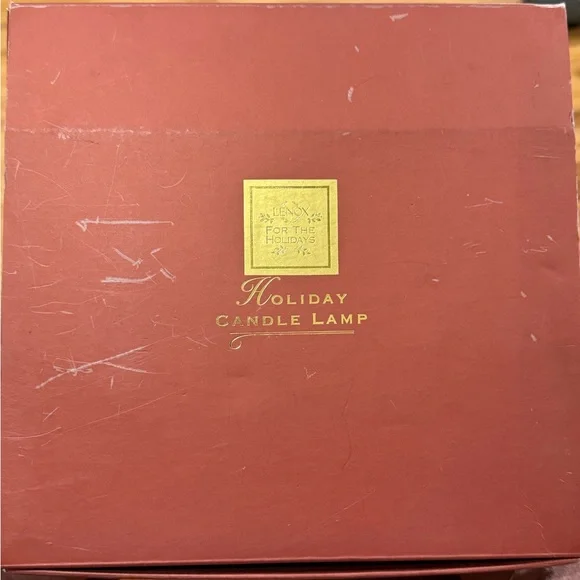 LENOX
FOR THE
HOLIDAYS
HOLIDAY
CANDLE LAMP